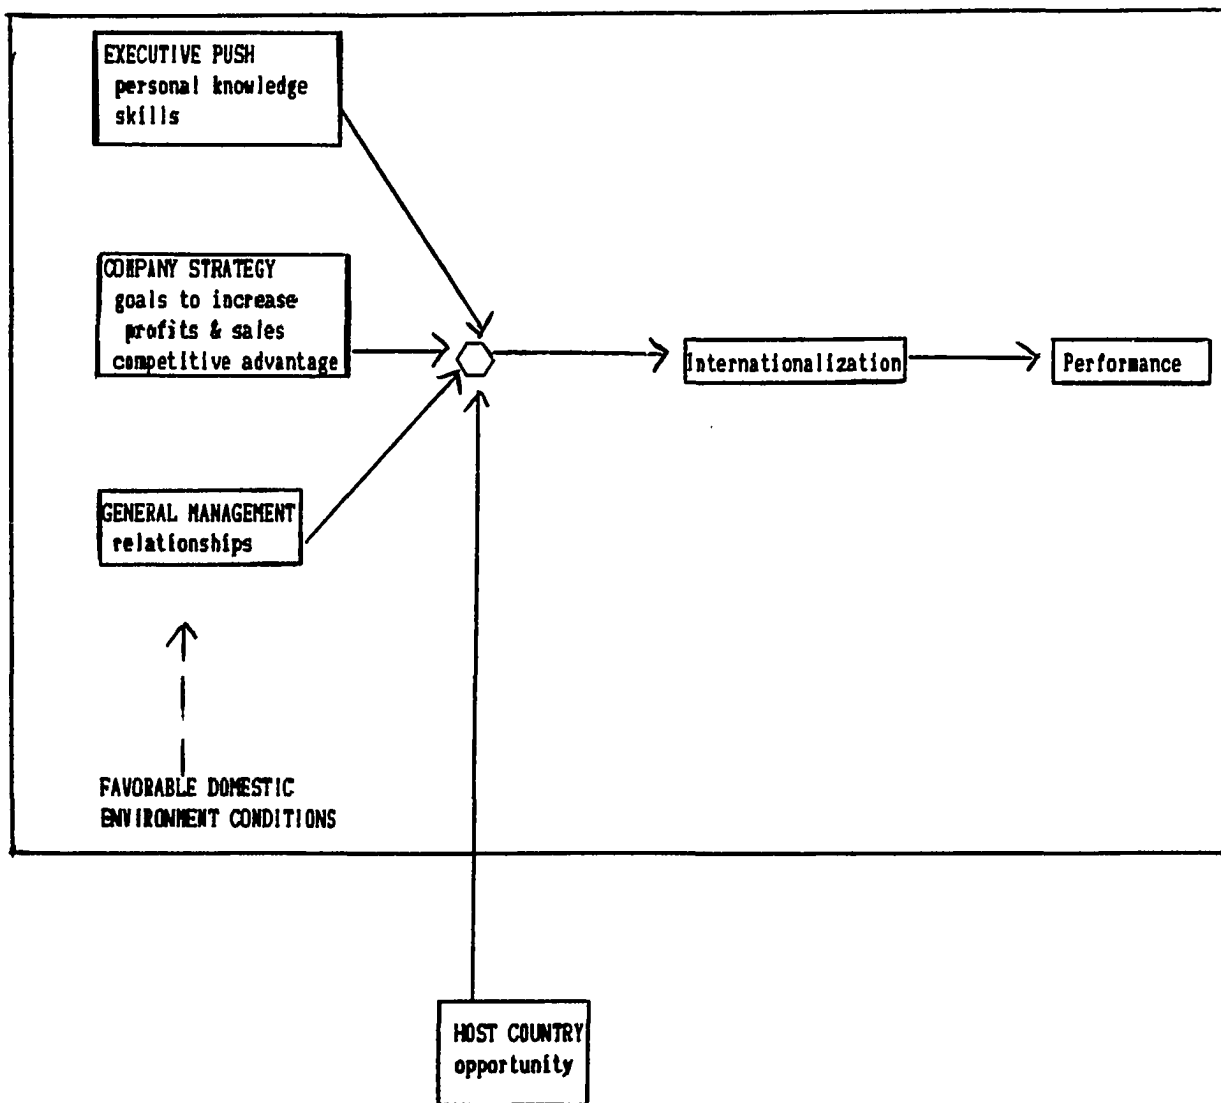 EXECUTIVE PUSH
personal knowledge
skills
COMPANY STRATEGY
goals to increase
profits & sales
competitive advantage
Internationalization
Performance
GENERAL MANAGEMENT
relationships
FAVORABLE DOMESTIC
ENVIRONMENT CONDITIONS
HOST COUNTRY
opportunity